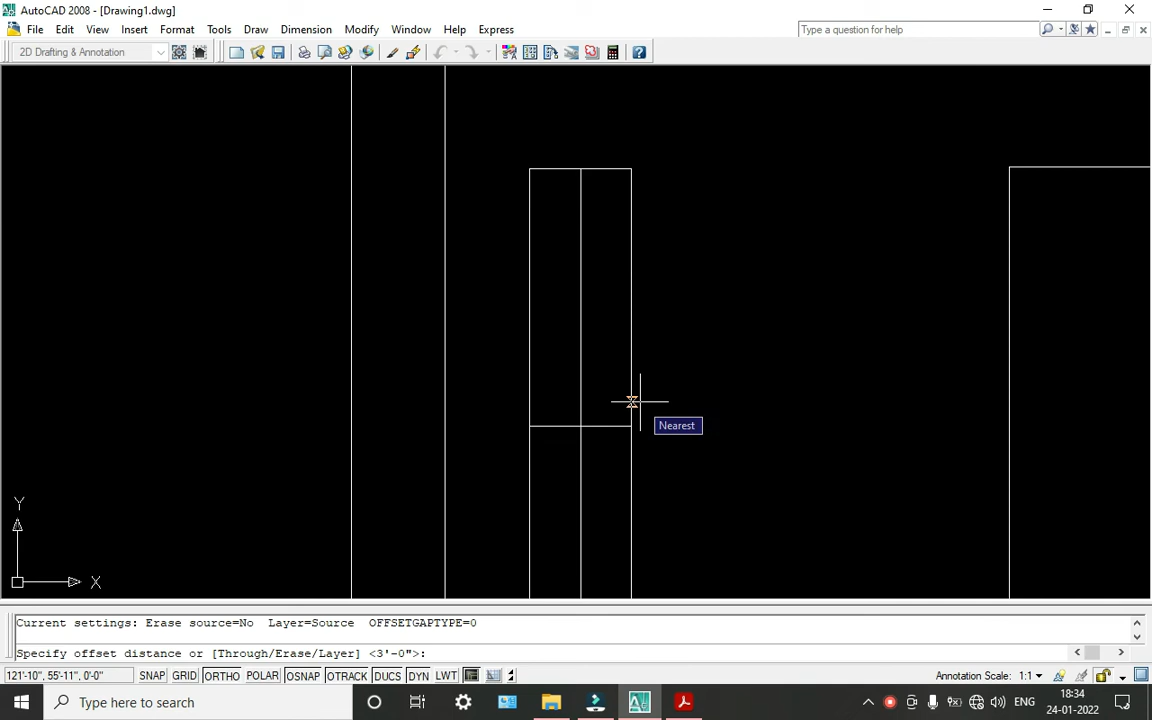 AutoCAD 2008 - [Drawing1.dwg]
File Edit View Insert Format Tools Draw Dimension Modify Window Help Express
Type a question for help
2D Drafting & Annotation
Nearest
Y
X
Current settings: Erase source=No Layer=Source OFFSETGAPTYPE=0
Specify offset distance or [Through/Erase/Layer] <3'-0">:
121'-10", 55'-11", 0'-0" SNAP GRID ORTHO POLAR OSNAP OTRACK DUCS DYN LWT
Annotation Scale: 1:1
Type here to search
ENG
18:34
24-01-2022